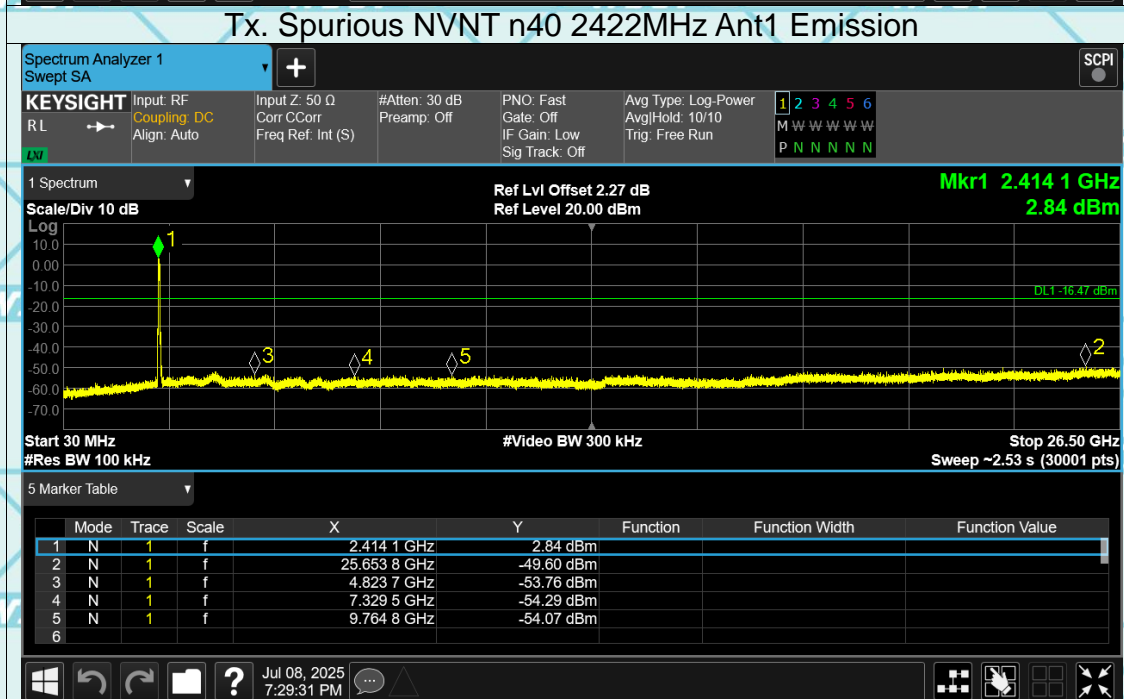 Tx. Spurious NVNT n40 2422MHz Ant1 Emission
Spectrum Analyzer 1
Swept SA
+
SCPI
KEYSIGHT
RL
LXI
Input: RF
Coupling: DC
Align: Auto
Input Z: 50 Ω
Corr CCorr
Freq Ref: Int (S)
#Atten: 30 dB
Preamp: Off
PNO: Fast
Gate: Off
IF Gain: Low
Sig Track: Off
Avg Type: Log-Power
Avg|Hold: 10/10
Trig: Free Run
1 2 3 4 5 6
M W W W W W
P N N N N N
1 Spectrum
Scale/Div 10 dB
Ref Lvl Offset 2.27 dB
Ref Level 20.00 dBm
Mkr1 2.414 1 GHz
2.84 dBm
Log
10.0
0.00
-10.0
-20.0
-30.0
-40.0
-50.0
-60.0
-70.0
1
3
4
5
2
DL1 -16.47 dBm
Start 30 MHz
#Res BW 100 kHz
#Video BW 300 kHz
Stop 26.50 GHz
Sweep ~2.53 s (30001 pts)
5 Marker Table
Mode Trace Scale X Y Function Function Width Function Value
1 N 1 f 2.414 1 GHz 2.84 dBm
2 N 1 f 25.653 8 GHz -49.60 dBm
3 N 1 f 4.823 7 GHz -53.76 dBm
4 N 1 f 7.329 5 GHz -54.29 dBm
5 N 1 f 9.764 8 GHz -54.07 dBm
6
?
Jul 08, 2025
7:29:31 PM